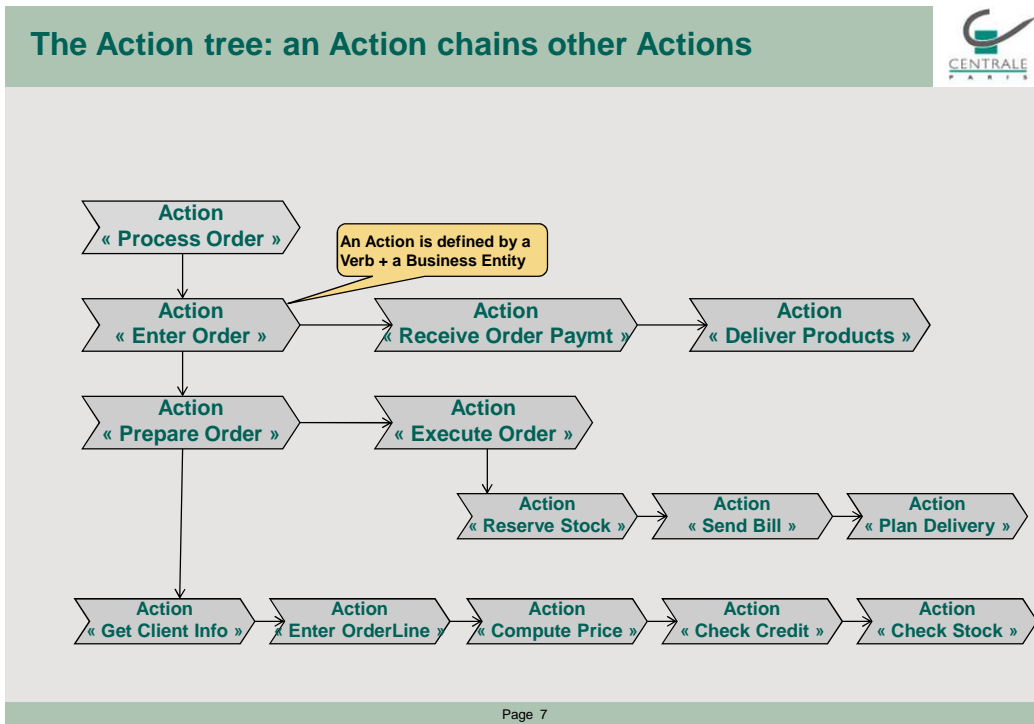 The Action tree: an Action chains other Actions
CENTRALE
PARIS
Action
« Process Order »
An Action is defined by a
Verb + a Business Entity
Action
« Enter Order »
Action
« Receive Order Paymt »
Action
« Deliver Products »
Action
« Prepare Order »
Action
« Execute Order »
Action
« Reserve Stock »
Action
« Send Bill »
Action
« Plan Delivery »
Action
« Get Client Info »
Action
« Enter OrderLine »
Action
« Compute Price »
Action
« Check Credit »
Action
« Check Stock »
Page 7